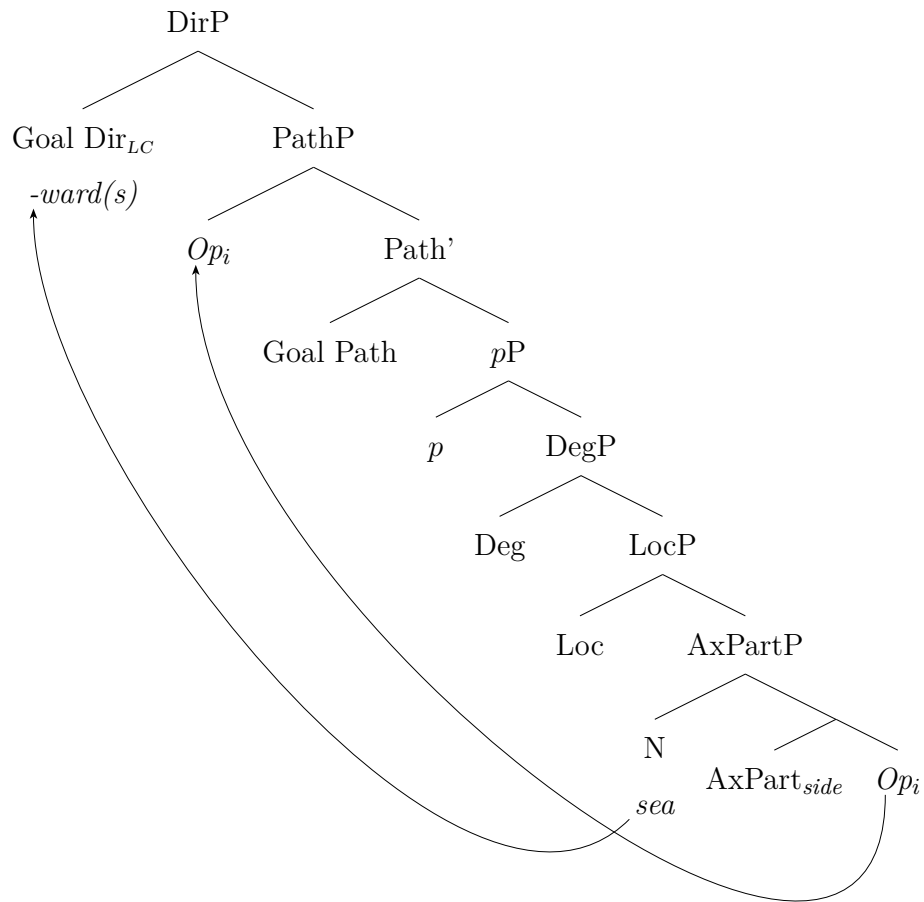 DirP
Goal Dir_LC PathP
-ward(s)
Op_i Path'
Goal Path pP
p DegP
Deg LocP
Loc AxPartP
N
AxPart_side Op_i
sea